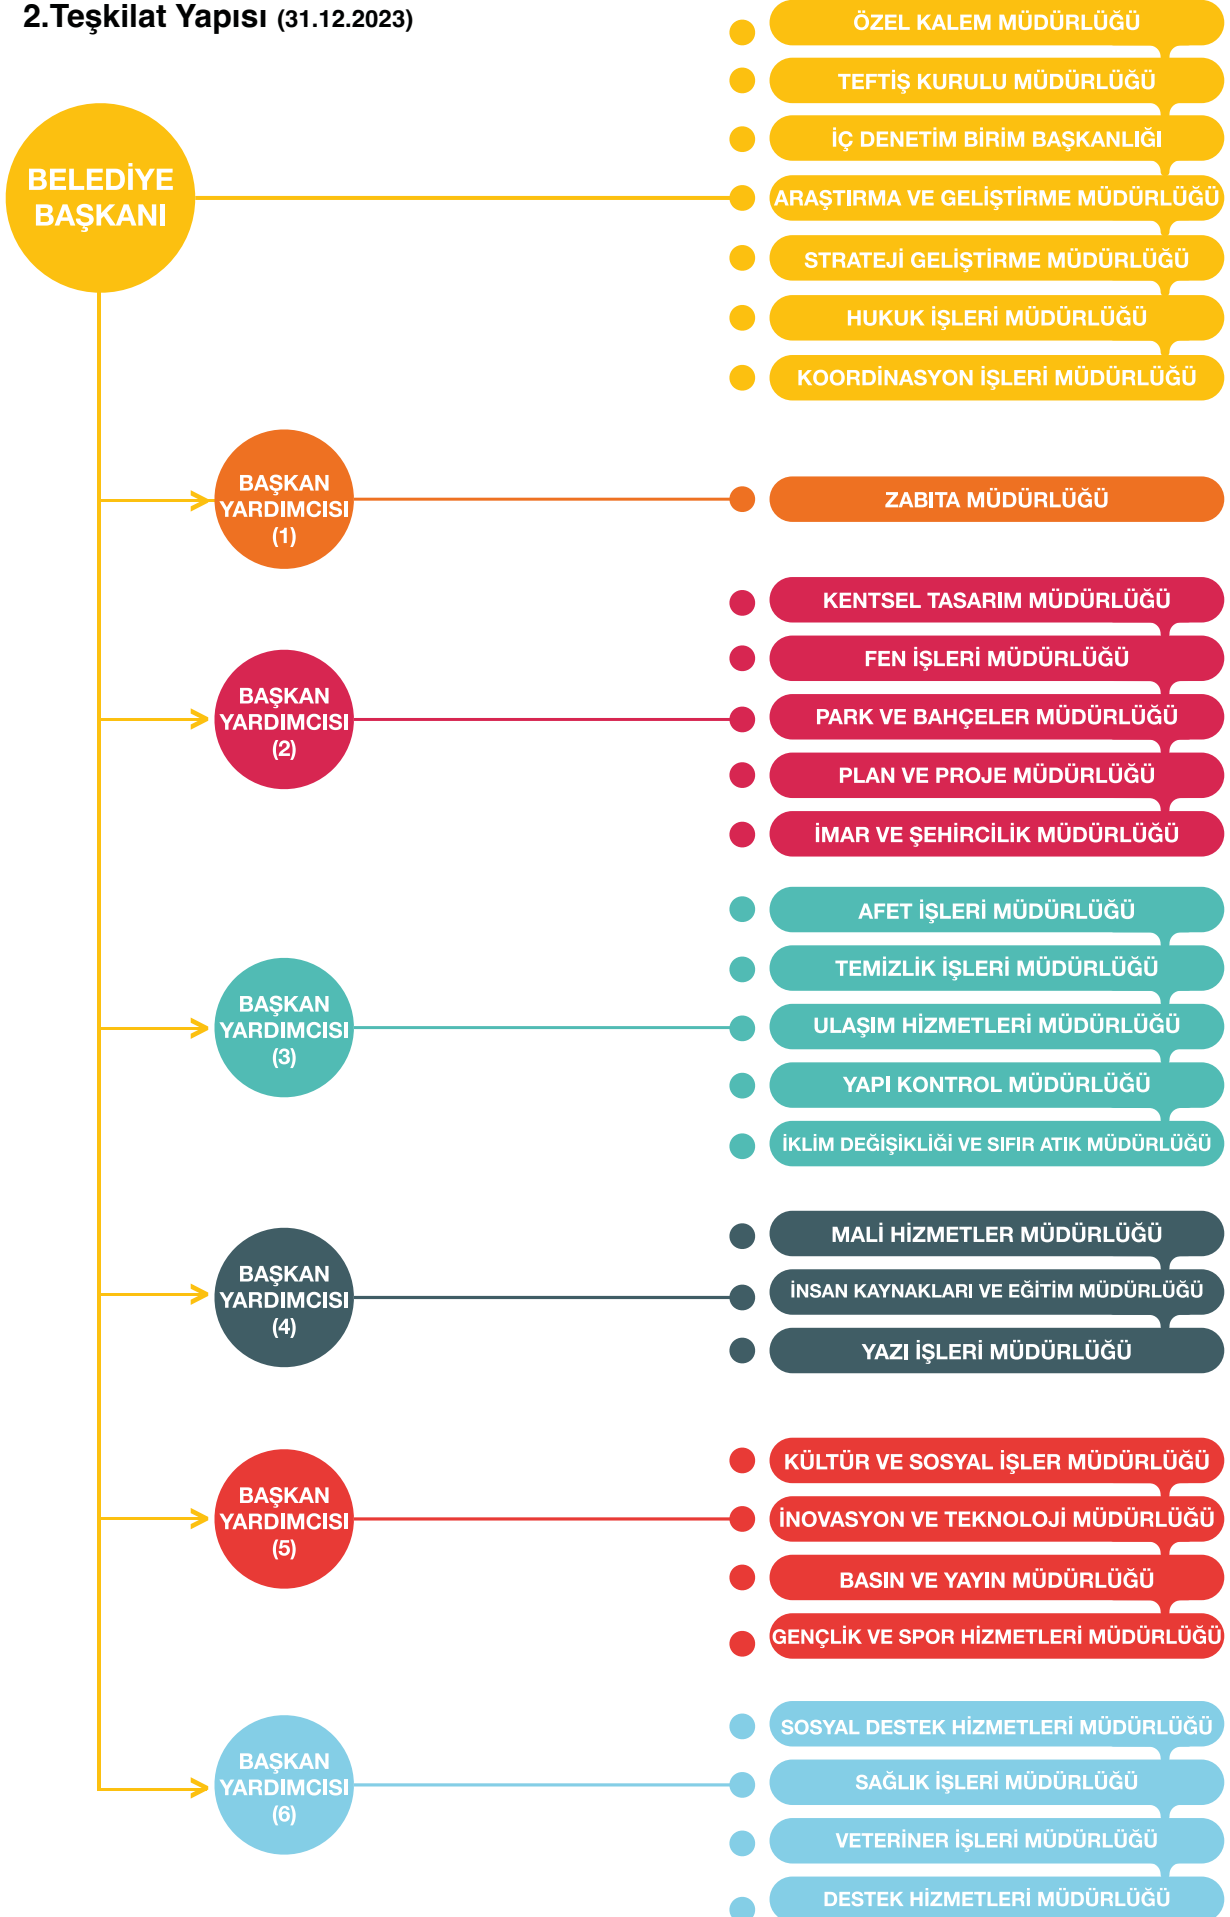 2.Teşkilat Yapısı (31.12.2023)
BELEDİYE
BAŞKANI
ÖZEL KALEM MÜDÜRLÜĞÜ
TEFTİŞ KURULU MÜDÜRLÜĞÜ
İÇ DENETİM BİRİM BAŞKANLIĞI
ARAŞTIRMA VE GELİŞTİRME MÜDÜRLÜĞÜ
STRATEJİ GELİŞTİRME MÜDÜRLÜĞÜ
HUKUK İŞLERİ MÜDÜRLÜĞÜ
KOORDİNASYON İŞLERİ MÜDÜRLÜĞÜ
BAŞKAN
YARDIMCISI
(1)
ZABITA MÜDÜRLÜĞÜ
BAŞKAN
YARDIMCISI
(2)
KENTSEL TASARIM MÜDÜRLÜĞÜ
FEN İŞLERİ MÜDÜRLÜĞÜ
PARK VE BAHÇELER MÜDÜRLÜĞÜ
PLAN VE PROJE MÜDÜRLÜĞÜ
İMAR VE ŞEHİRCİLİK MÜDÜRLÜĞÜ
BAŞKAN
YARDIMCISI
(3)
AFET İŞLERİ MÜDÜRLÜĞÜ
TEMİZLİK İŞLERİ MÜDÜRLÜĞÜ
ULAŞIM HİZMETLERİ MÜDÜRLÜĞÜ
YAPI KONTROL MÜDÜRLÜĞÜ
İKLİM DEĞİŞİKLİĞİ VE SIFIR ATIK MÜDÜRLÜĞÜ
BAŞKAN
YARDIMCISI
(4)
MALİ HİZMETLER MÜDÜRLÜĞÜ
İNSAN KAYNAKLARI VE EĞİTİM MÜDÜRLÜĞÜ
YAZI İŞLERİ MÜDÜRLÜĞÜ
BAŞKAN
YARDIMCISI
(5)
KÜLTÜR VE SOSYAL İŞLER MÜDÜRLÜĞÜ
İNOVASYON VE TEKNOLOJİ MÜDÜRLÜĞÜ
BASIN VE YAYIN MÜDÜRLÜĞÜ
GENÇLİK VE SPOR HİZMETLERİ MÜDÜRLÜĞÜ
BAŞKAN
YARDIMCISI
(6)
SOSYAL DESTEK HİZMETLERİ MÜDÜRLÜĞÜ
SAĞLIK İŞLERİ MÜDÜRLÜĞÜ
VETERİNER İŞLERİ MÜDÜRLÜĞÜ
DESTEK HİZMETLERİ MÜDÜRLÜĞÜ